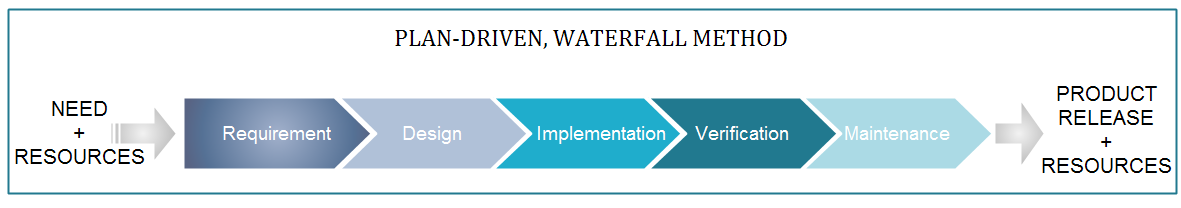 PLAN-DRIVEN, WATERFALL METHOD
NEED
+
RESOURCES
Requirement
Design
Implementation
Verification
Maintenance
PRODUCT
RELEASE
+
RESOURCES